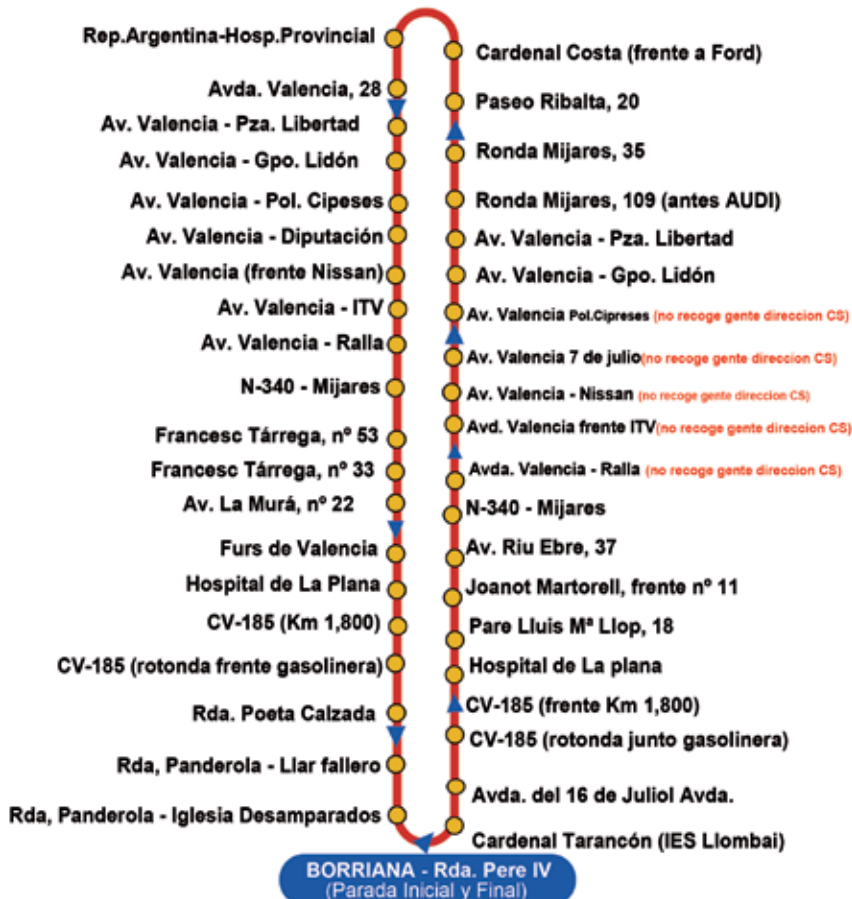 Rep.Argentina-Hosp.Provincial
Avda. Valencia, 28
Av. Valencia - Pza. Libertad
Av. Valencia - Gpo. Lidón
Av. Valencia - Pol. Cipeses
Av. Valencia - Diputación
Av. Valencia (frente Nissan)
Av. Valencia - ITV
Av. Valencia - Ralla
N-340 - Mijares
Francesc Tárrega, nº 53
Francesc Tárrega, nº 33
Av. La Murá, nº 22
Furs de Valencia
Hospital de La Plana
CV-185 (Km 1,800)
CV-185 (rotonda frente gasolinera)
Rda. Poeta Calzada
Rda, Panderola - Llar fallero
Rda, Panderola - Iglesia Desamparados
Cardenal Costa (frente a Ford)
Paseo Ribalta, 20
Ronda Mijares, 35
Ronda Mijares, 109 (antes AUDI)
Av. Valencia - Pza. Libertad
Av. Valencia - Gpo. Lidón
Av. Valencia Pol.Cipreses (no recoge gente direccion CS)
Av. Valencia 7 de julio(no recoge gente direccion CS)
Av. Valencia - Nissan (no recoge gente direccion CS)
Avd. Valencia frente ITV(no recoge gente direccion CS)
Avda. Valencia - Ralla (no recoge gente direccion CS)
N-340 - Mijares
Av. Riu Ebre, 37
Joanot Martorell, frente nº 11
Pare Lluis Mª Llop, 18
Hospital de La plana
CV-185 (frente Km 1,800)
CV-185 (rotonda junto gasolinera)
Avda. del 16 de Juliol Avda.
Cardenal Tarancón (IES Llombai)
BORRIANA - Rda. Pere IV
(Parada Inicial y Final)